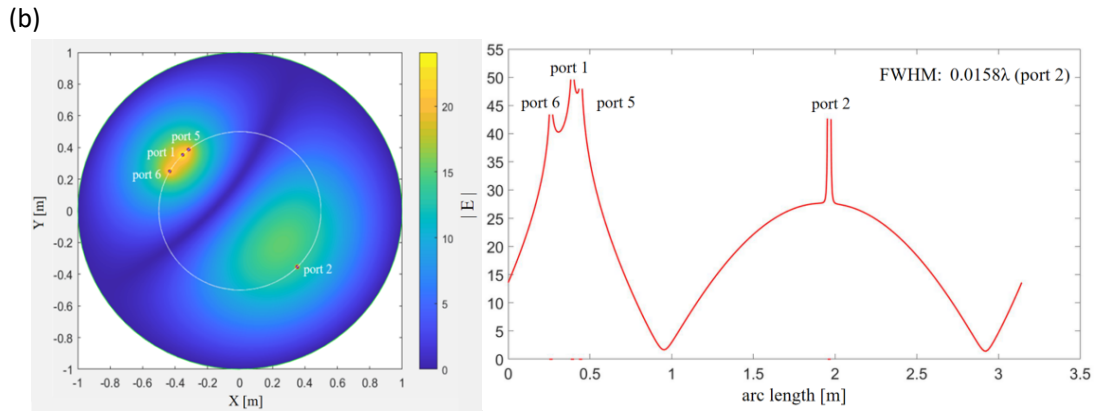 (b)
1
0.8
0.6
0.4
0.2
0
-0.2
-0.4
-0.6
-0.8
-1
Y [m]
-1 -0.8 -0.6 -0.4 -0.2 0 0.2 0.4 0.6 0.8 1
X [m]
port 5
port 1
port 6
port 2
20
15
10
5
0
| E |
55
50
45
40
35
30
25
20
15
10
5
0
port 1
port 6
port 5
port 2
FWHM: 0.0158λ (port 2)
0 0.5 1 1.5 2 2.5 3 3.5
arc length [m]